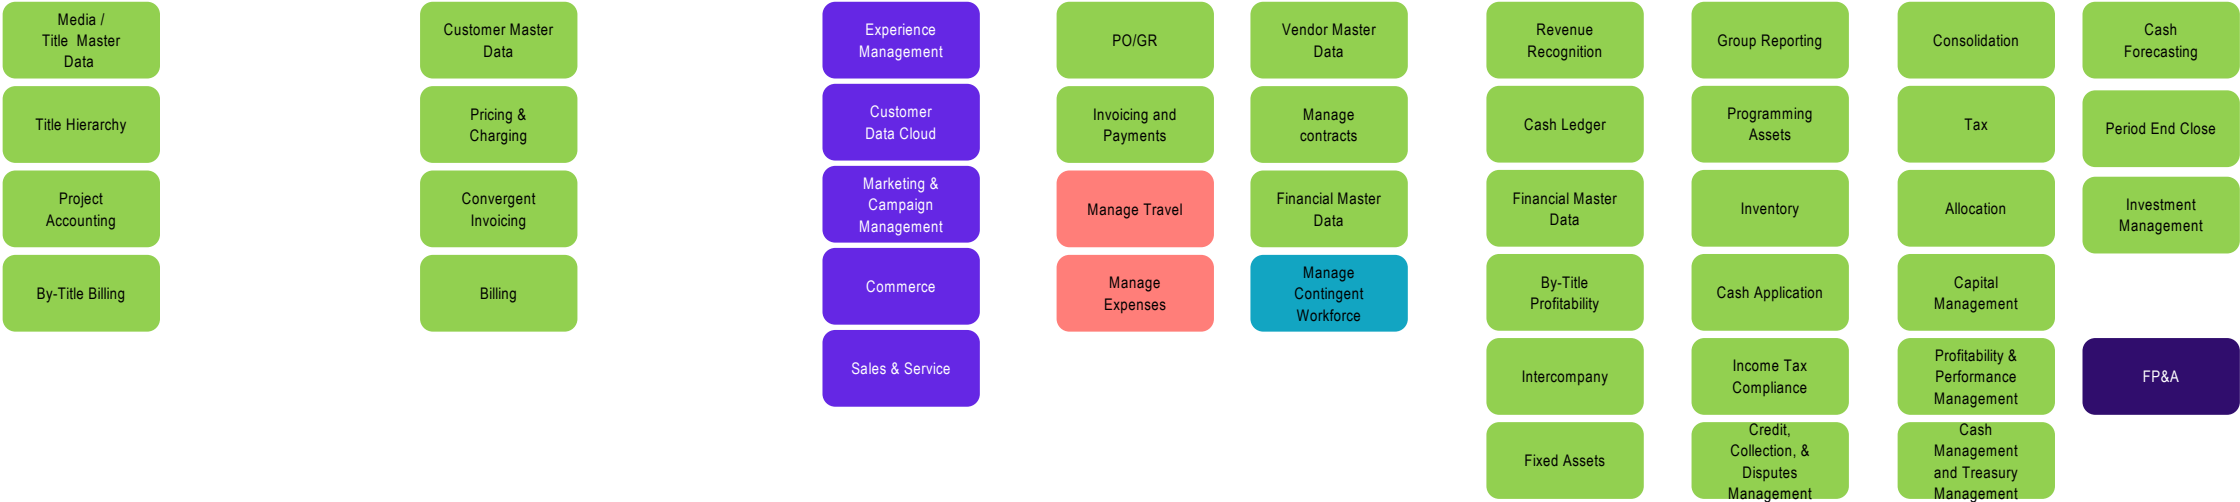 Media /
Title Master
Data
Title Hierarchy
Project
Accounting
By-Title Billing
Customer Master
Data
Pricing &
Charging
Convergent
Invoicing
Billing
Experience
Management
Customer
Data Cloud
Marketing &
Campaign
Management
Commerce
Sales & Service
PO/GR
Invoicing and
Payments
Manage Travel
Manage
Expenses
Vendor Master
Data
Manage
contracts
Financial Master
Data
Manage
Contingent
Workforce
Revenue
Recognition
Cash Ledger
Financial Master
Data
By-Title
Profitability
Intercompany
Fixed Assets
Group Reporting
Programming
Assets
Inventory
Cash Application
Income Tax
Compliance
Credit,
Collection, &
Disputes
Management
Consolidation
Tax
Allocation
Capital
Management
Profitability &
Performance
Management
Cash
Management
and Treasury
Management
Cash
Forecasting
Period End Close
Investment
Management
FP&A